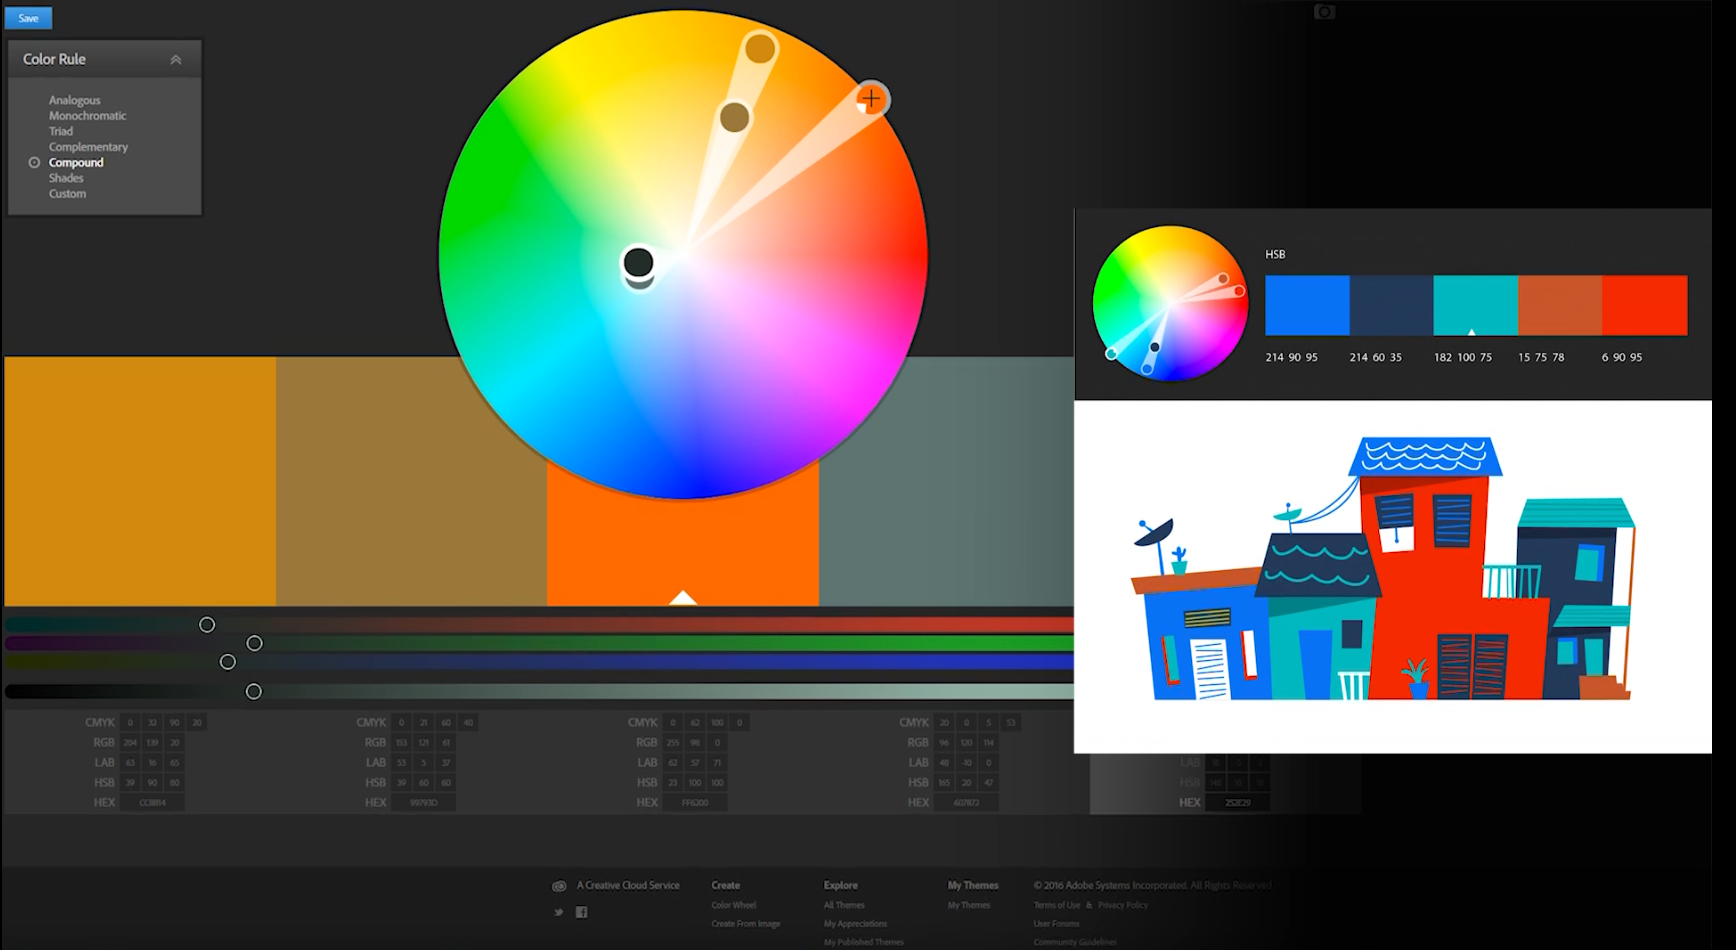 Save
Color Rule
Analogous
Monochromatic
Triad
Complementary
Compound
Shades
Custom
HSB
214 90 95
214 60 35
182 100 75
15 75 78
6 90 95
CMYK 0 32 90 20
RGB 204 139 20
LAB 63 16 65
HSB 39 90 80
HEX CC8B14
CMYK 0 21 60 40
RGB 153 121 61
LAB 53 5 37
HSB 39 60 60
HEX 99793D
CMYK 0 62 100 0
RGB 255 98 0
LAB 62 57 71
HSB 23 100 100
HEX FF6200
CMYK 20 0 5 53
RGB 96 120 114
LAB 48 -10 0
HSB 165 20 47
HEX 607872
LAB
HSB
HEX 252E29
A Creative Cloud Service
Create
Color Wheel
Create From Image
Explore
All Themes
My Appreciations
My Published Themes
My Themes
My Themes
© 2016 Adobe Systems Incorporated. All Rights Reserved
Terms of Use & Privacy Policy
User Forums
Community Guidelines